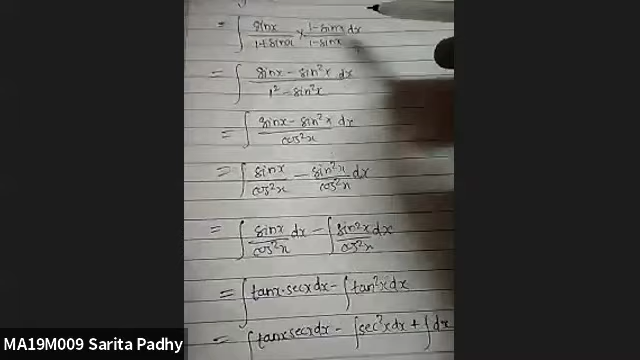 = ∫ sinx/1+sinx × 1-sinx/1-sinx dx
= ∫ sinx - sin²x/1² - sin²x dx
= ∫ sinx - sin²x/cos²x dx
= ∫ sinx/cos²x - sin²x/cos²x dx
= ∫ sinx/cos²x dx - ∫ sin²x/cos²x dx
= ∫ tanx·secx dx - ∫ tan²x dx
= ∫ tanx secx dx - ∫ sec²x dx + ∫ dx
MA19M009 Sarita Padhy